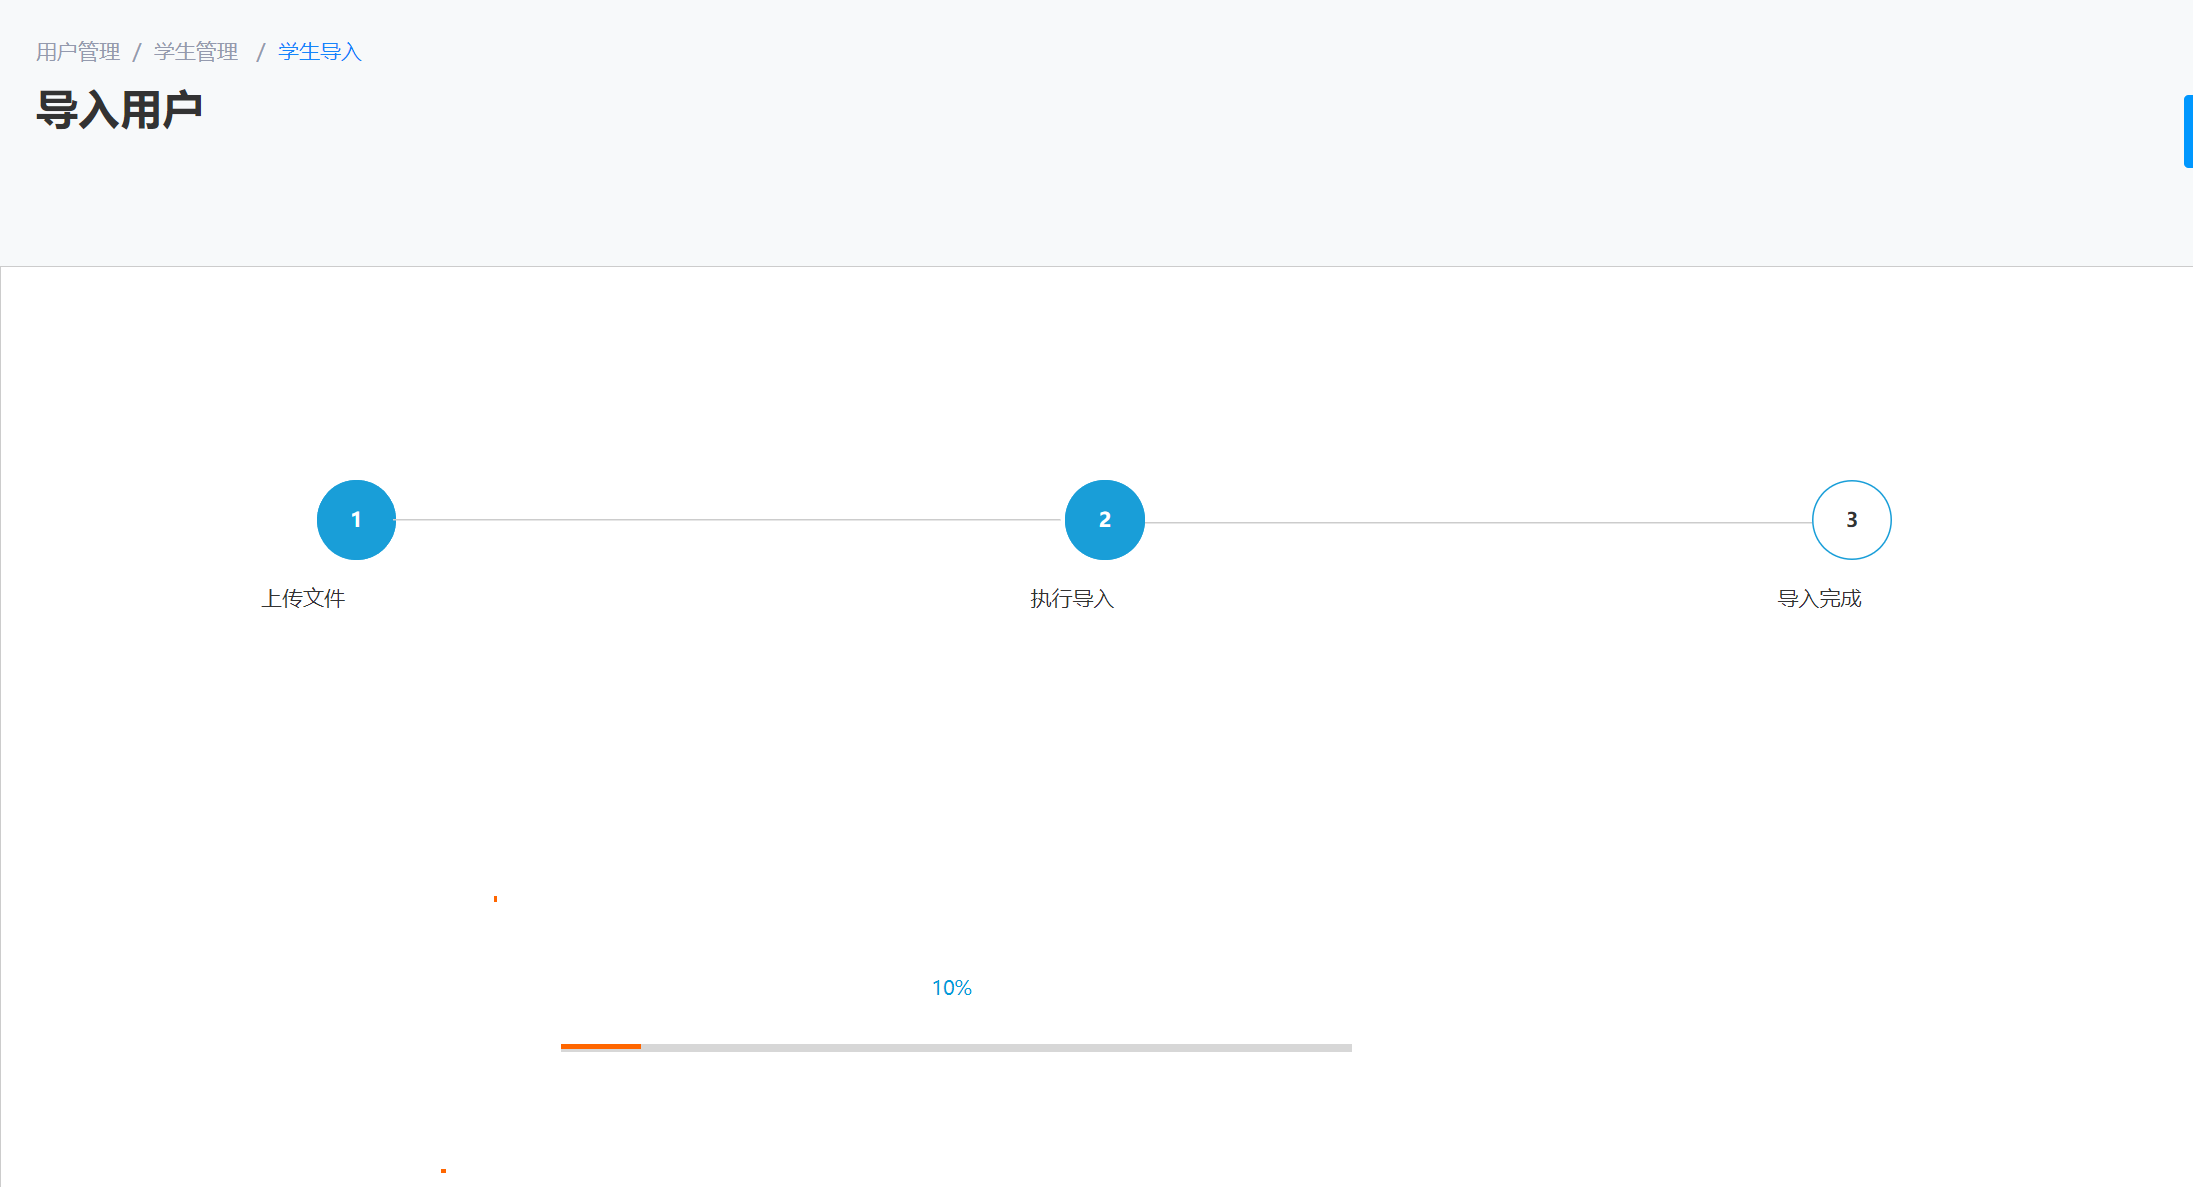 用户管理 / 学生管理 / 学生导入
导入用户
1 2 3
上传文件 执行导入 导入完成
10%